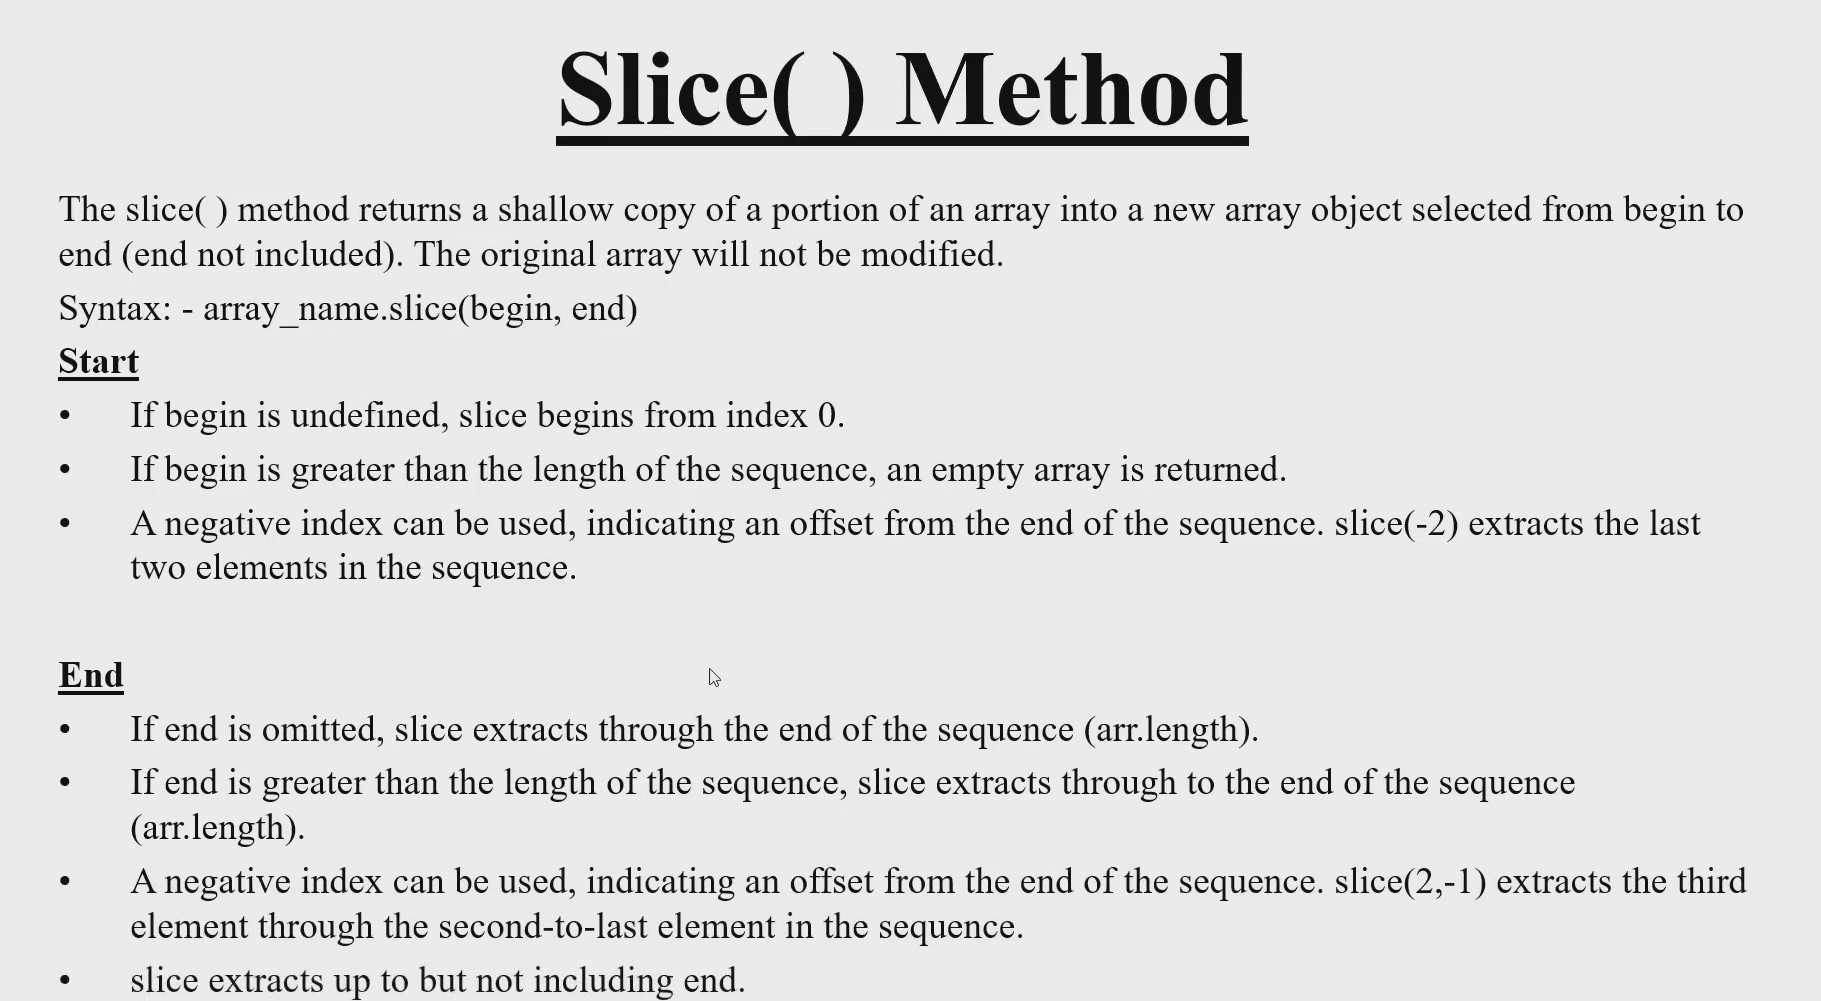 Slice( ) Method
The slice( ) method returns a shallow copy of a portion of an array into a new array object selected from begin to
end (end not included). The original array will not be modified.
Syntax: - array_name.slice(begin, end)
Start
• If begin is undefined, slice begins from index 0.
• If begin is greater than the length of the sequence, an empty array is returned.
• A negative index can be used, indicating an offset from the end of the sequence. slice(-2) extracts the last
two elements in the sequence.
End
• If end is omitted, slice extracts through the end of the sequence (arr.length).
• If end is greater than the length of the sequence, slice extracts through to the end of the sequence
(arr.length).
• A negative index can be used, indicating an offset from the end of the sequence. slice(2,-1) extracts the third
element through the second-to-last element in the sequence.
• slice extracts up to but not including end.